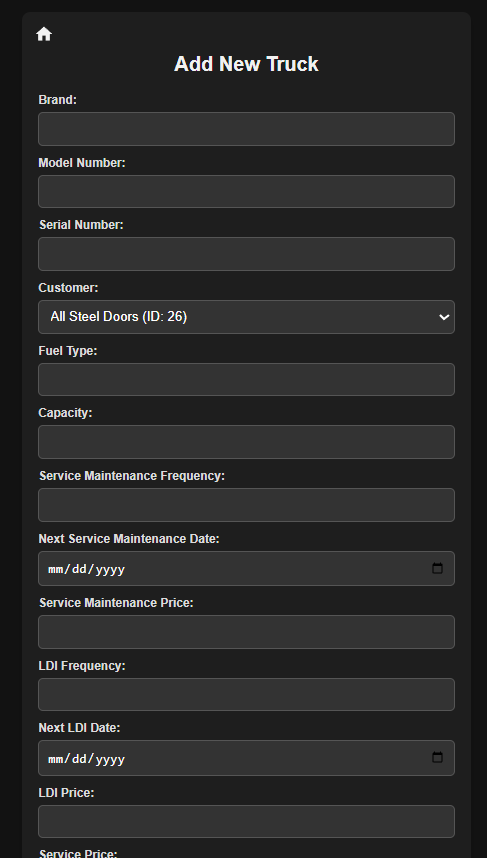 Add New Truck
Brand:
Model Number:
Serial Number:
Customer:
All Steel Doors (ID: 26)
Fuel Type:
Capacity:
Service Maintenance Frequency:
Next Service Maintenance Date:
mm/dd/yyyy
Service Maintenance Price:
LDI Frequency:
Next LDI Date:
mm/dd/yyyy
LDI Price:
Service Price: